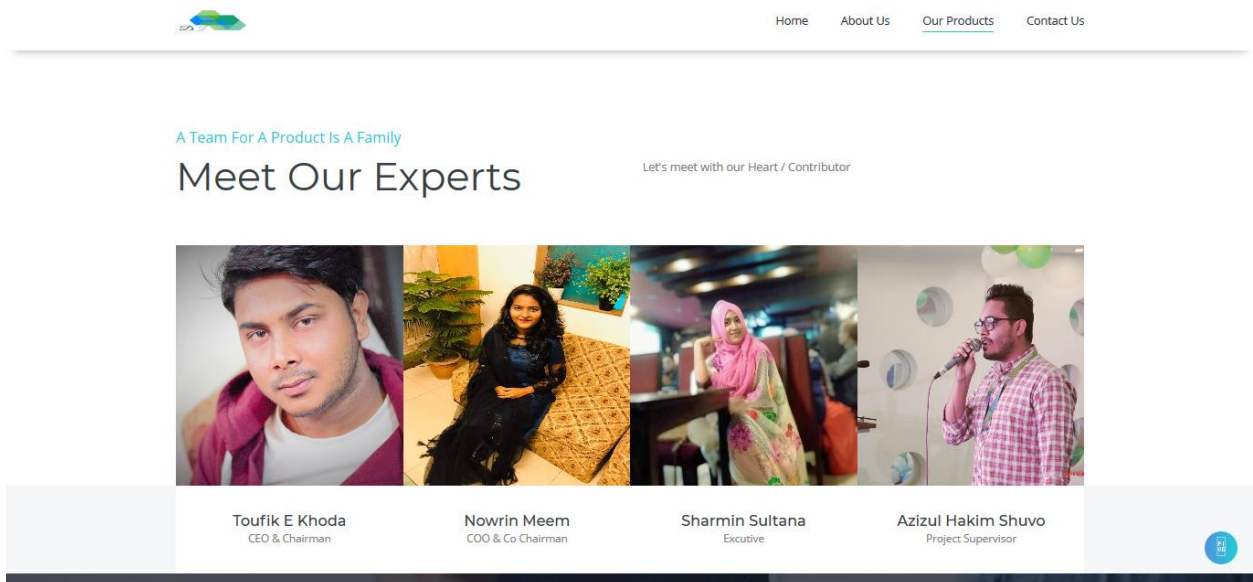 Home About Us Our Products Contact Us
A Team For A Product Is A Family
Meet Our Experts
Let's meet with our Heart / Contributor
Toufik E Khoda
CEO & Chairman
Nowrin Meem
COO & Co Chairman
Sharmin Sultana
Excutive
Azizul Hakim Shuvo
Project Supervisor